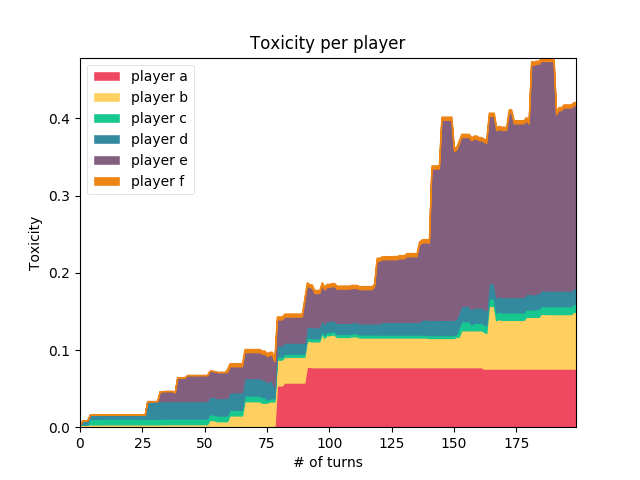 Toxicity per player
player a
player b
player c
player d
player e
player f
Toxicity
0.4
0.3
0.2
0.1
0.0
0 25 50 75 100 125 150 175
# of turns